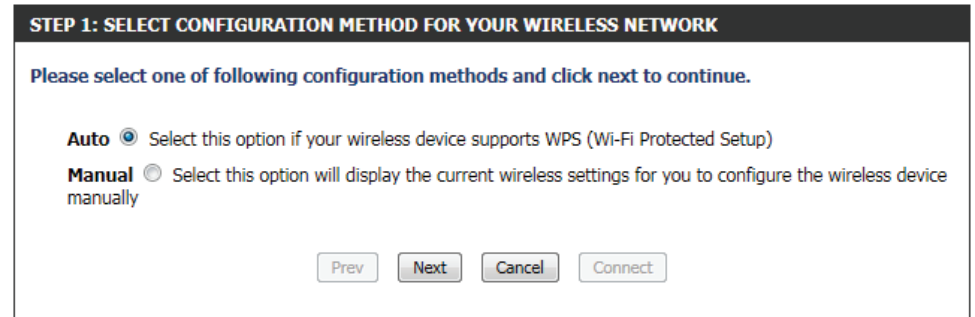 STEP 1: SELECT CONFIGURATION METHOD FOR YOUR WIRELESS NETWORK
Please select one of following configuration methods and click next to continue.
Auto Select this option if your wireless device supports WPS (Wi-Fi Protected Setup)
Manual Select this option will display the current wireless settings for you to configure the wireless device
manually
Prev Next Cancel Connect